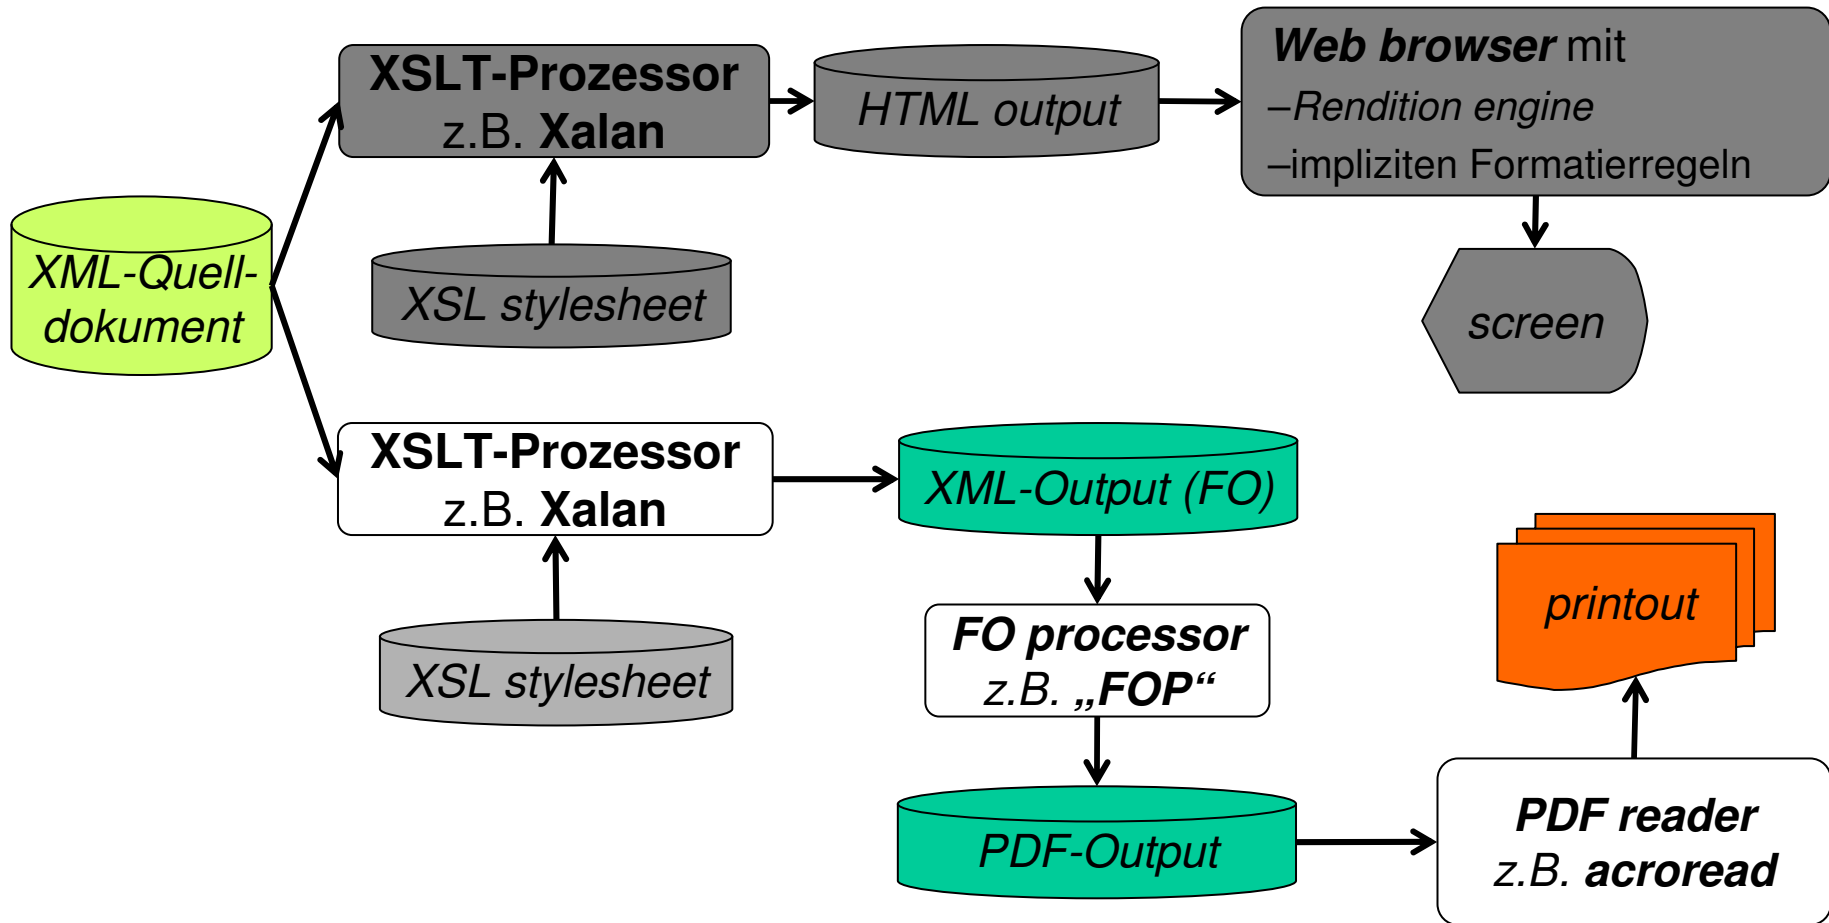 XSLT-Prozessor
z.B. Xalan
HTML output
Web browser mit
–Rendition engine
–impliziten Formatierregeln
XML-Quell-
dokument
XSL stylesheet
screen
XSLT-Prozessor
z.B. Xalan
XML-Output (FO)
XSL stylesheet
FO processor
z.B. „FOP“
printout
PDF-Output
PDF reader
z.B. acroread